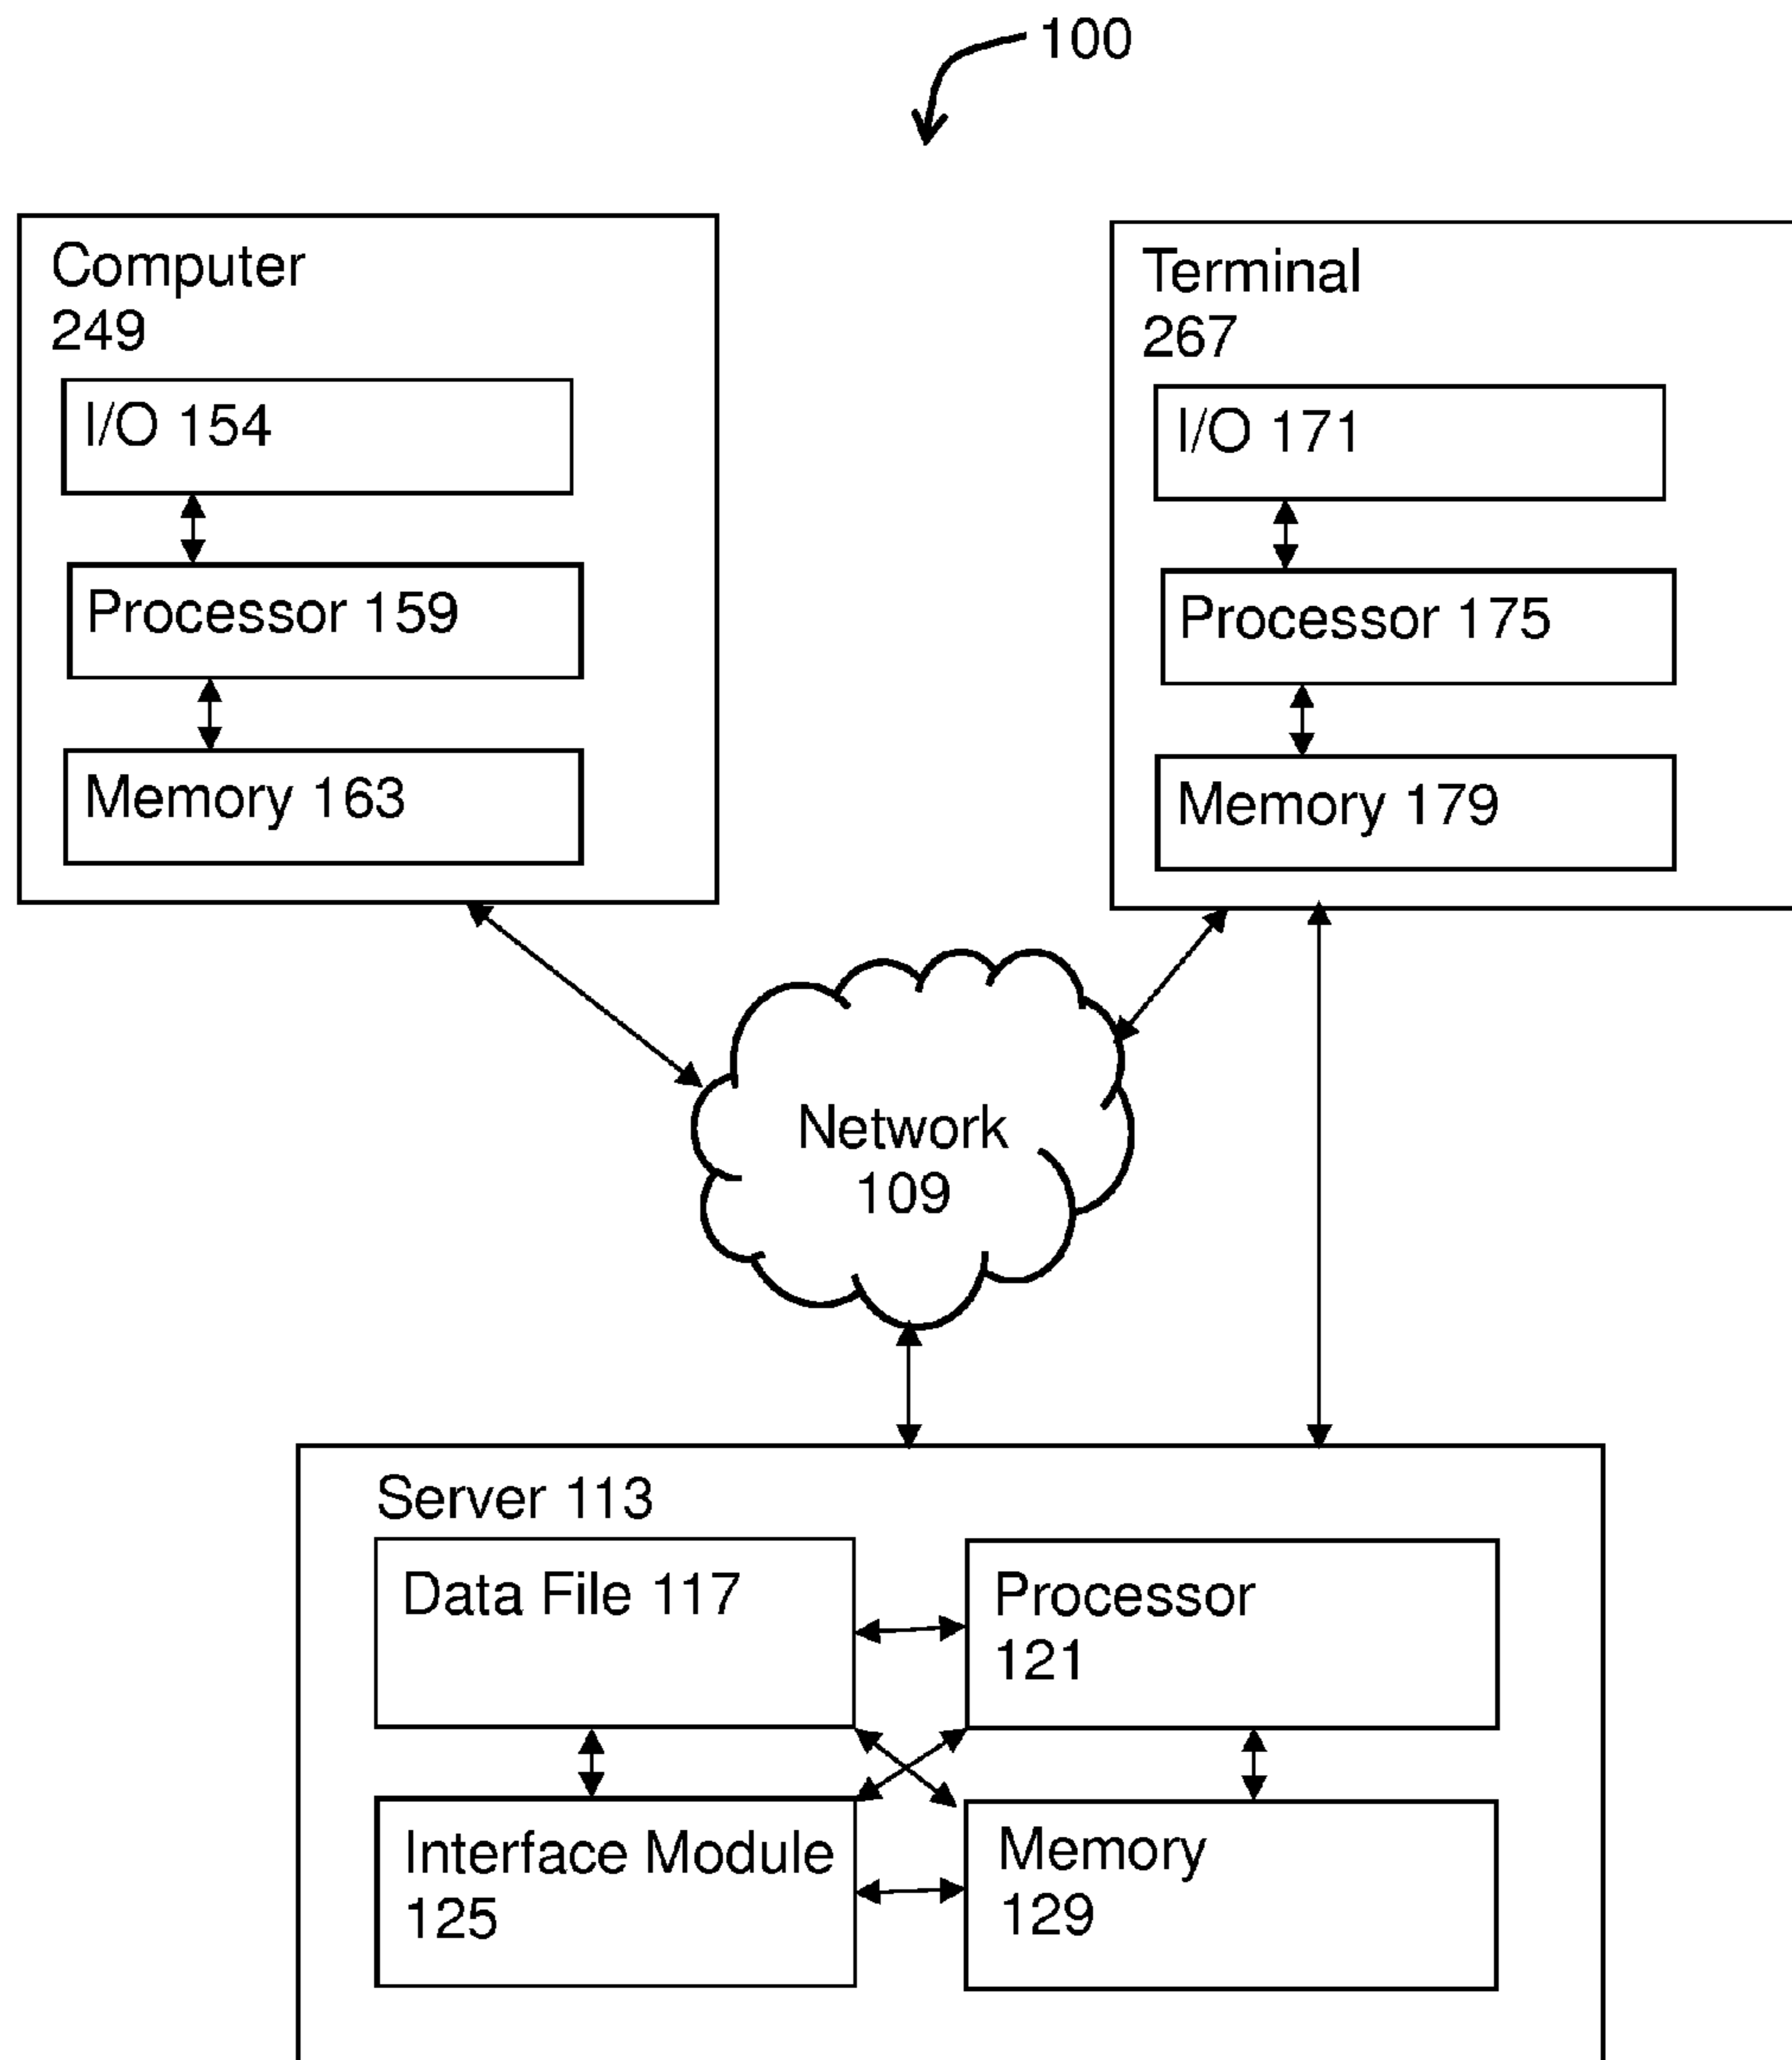 100
Computer
249
I/O 154
Processor 159
Memory 163
Terminal
267
I/O 171
Processor 175
Memory 179
Network
109
Server 113
Data File 117
Processor
121
Interface Module
125
Memory
129